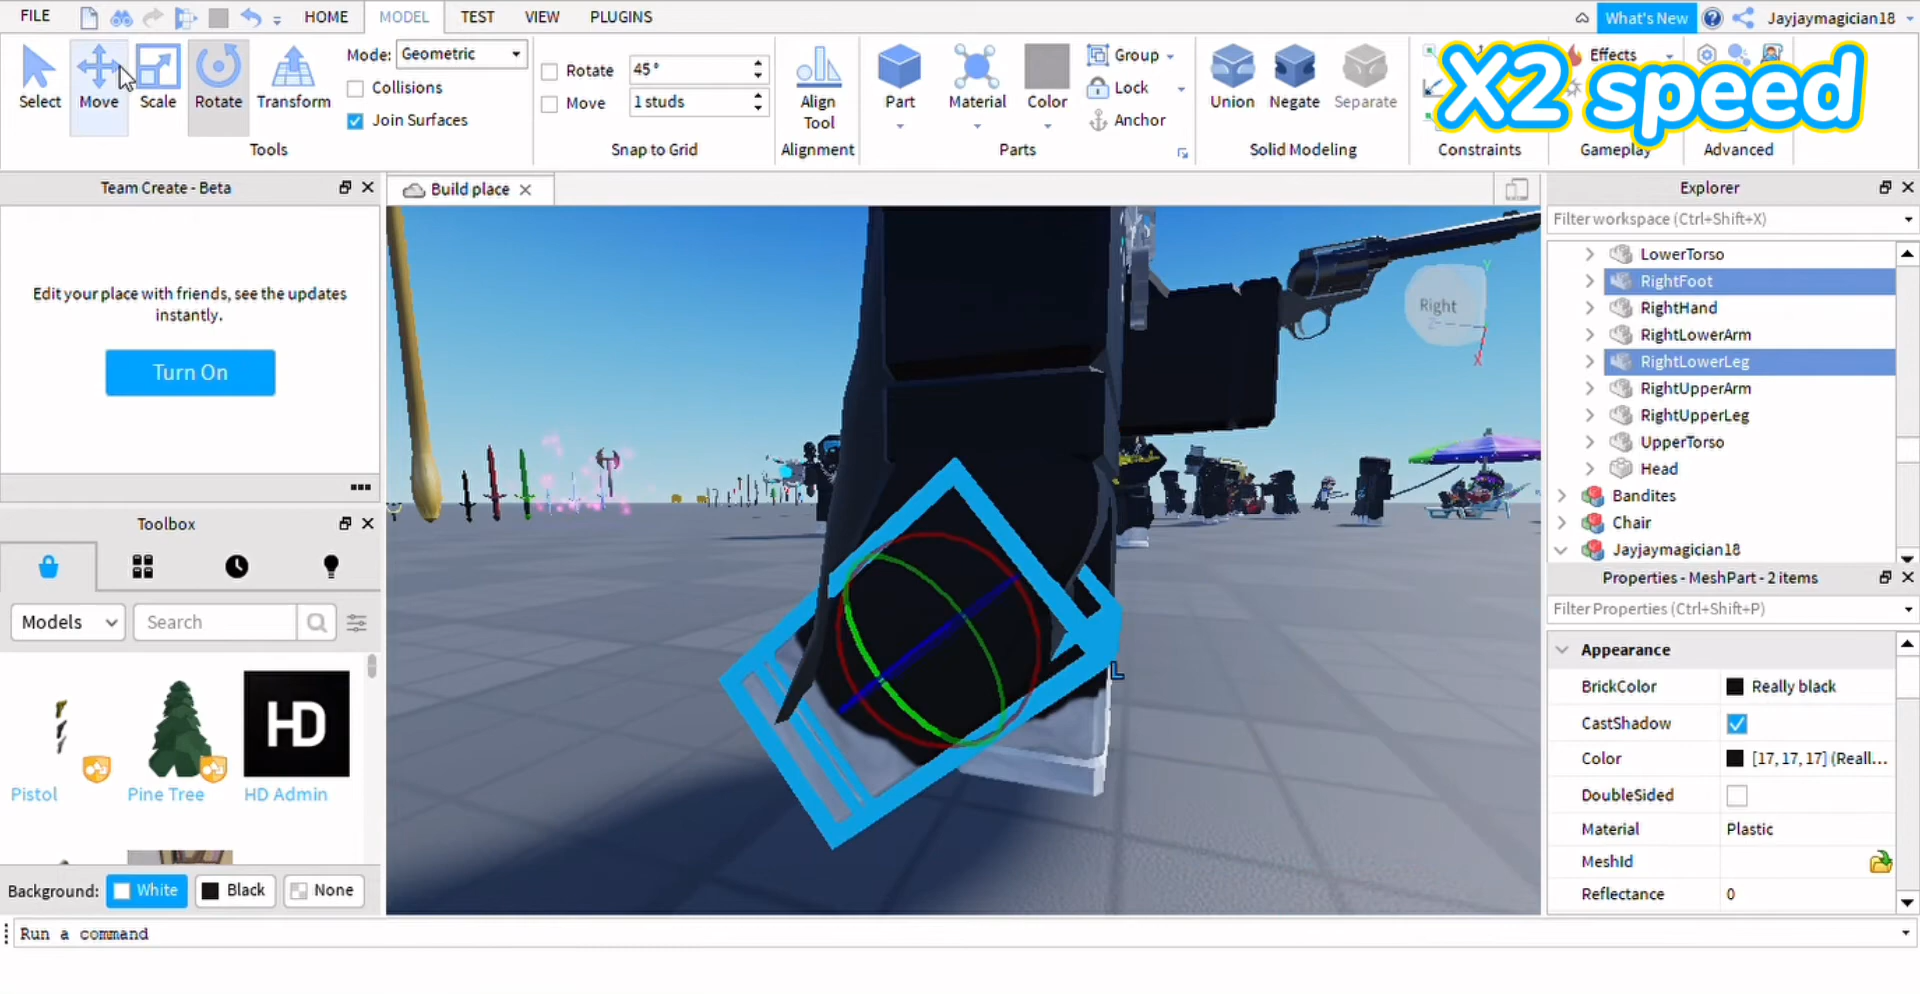 FILE
HOME
MODEL
TEST
VIEW
PLUGINS
What's New
Jayjaymagician18
Select
Move
Scale
Rotate
Transform
Mode:
Geometric
Collisions
Join Surfaces
Tools
Rotate
45°
Move
1 studs
Snap to Grid
Align
Tool
Alignment
Part
Material
Color
Group
Lock
Anchor
Parts
Union
Negate
Separate
Solid Modeling
Constraints
Effects
Gameplay
Advanced
X2 speed
Team Create - Beta
Edit your place with friends, see the updates
instantly.
Turn On
Toolbox
Models
Search
Pistol
Pine Tree
HD
HD Admin
Background:
White
Black
None
Build place
Right
Y
Z
X
L
Explorer
Filter workspace (Ctrl+Shift+X)
LowerTorso
RightFoot
RightHand
RightLowerArm
RightLowerLeg
RightUpperArm
RightUpperLeg
UpperTorso
Head
Bandites
Chair
Jayjaymagician18
Properties - MeshPart - 2 items
Filter Properties (Ctrl+Shift+P)
Appearance
BrickColor
Really black
CastShadow
Color
[17, 17, 17] (Reall...
DoubleSided
Material
Plastic
MeshId
Reflectance
0
Run a command